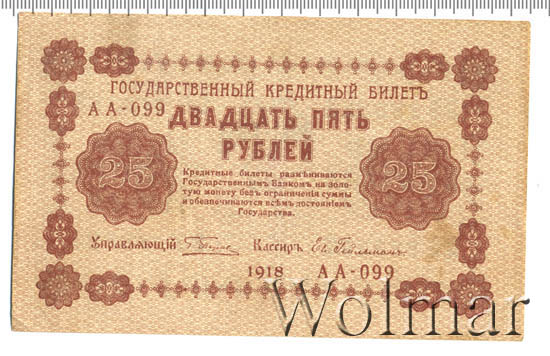 ГОСУДАРСТВЕННЫЙ КРЕДИТНЫЙ БИЛЕТЪ
АА-099
ДВАДЦАТЬ ПЯТЬ
РУБЛЕЙ
25 25
Кредитные билеты размѣниваются
Государственнымъ Банкомъ на золо-
тую монету безъ ограниченія суммы
и обезпечиваются всѣмъ достояніемъ
Государства.
Управляющій Кассиръ
1918 АА-099
Wolmar